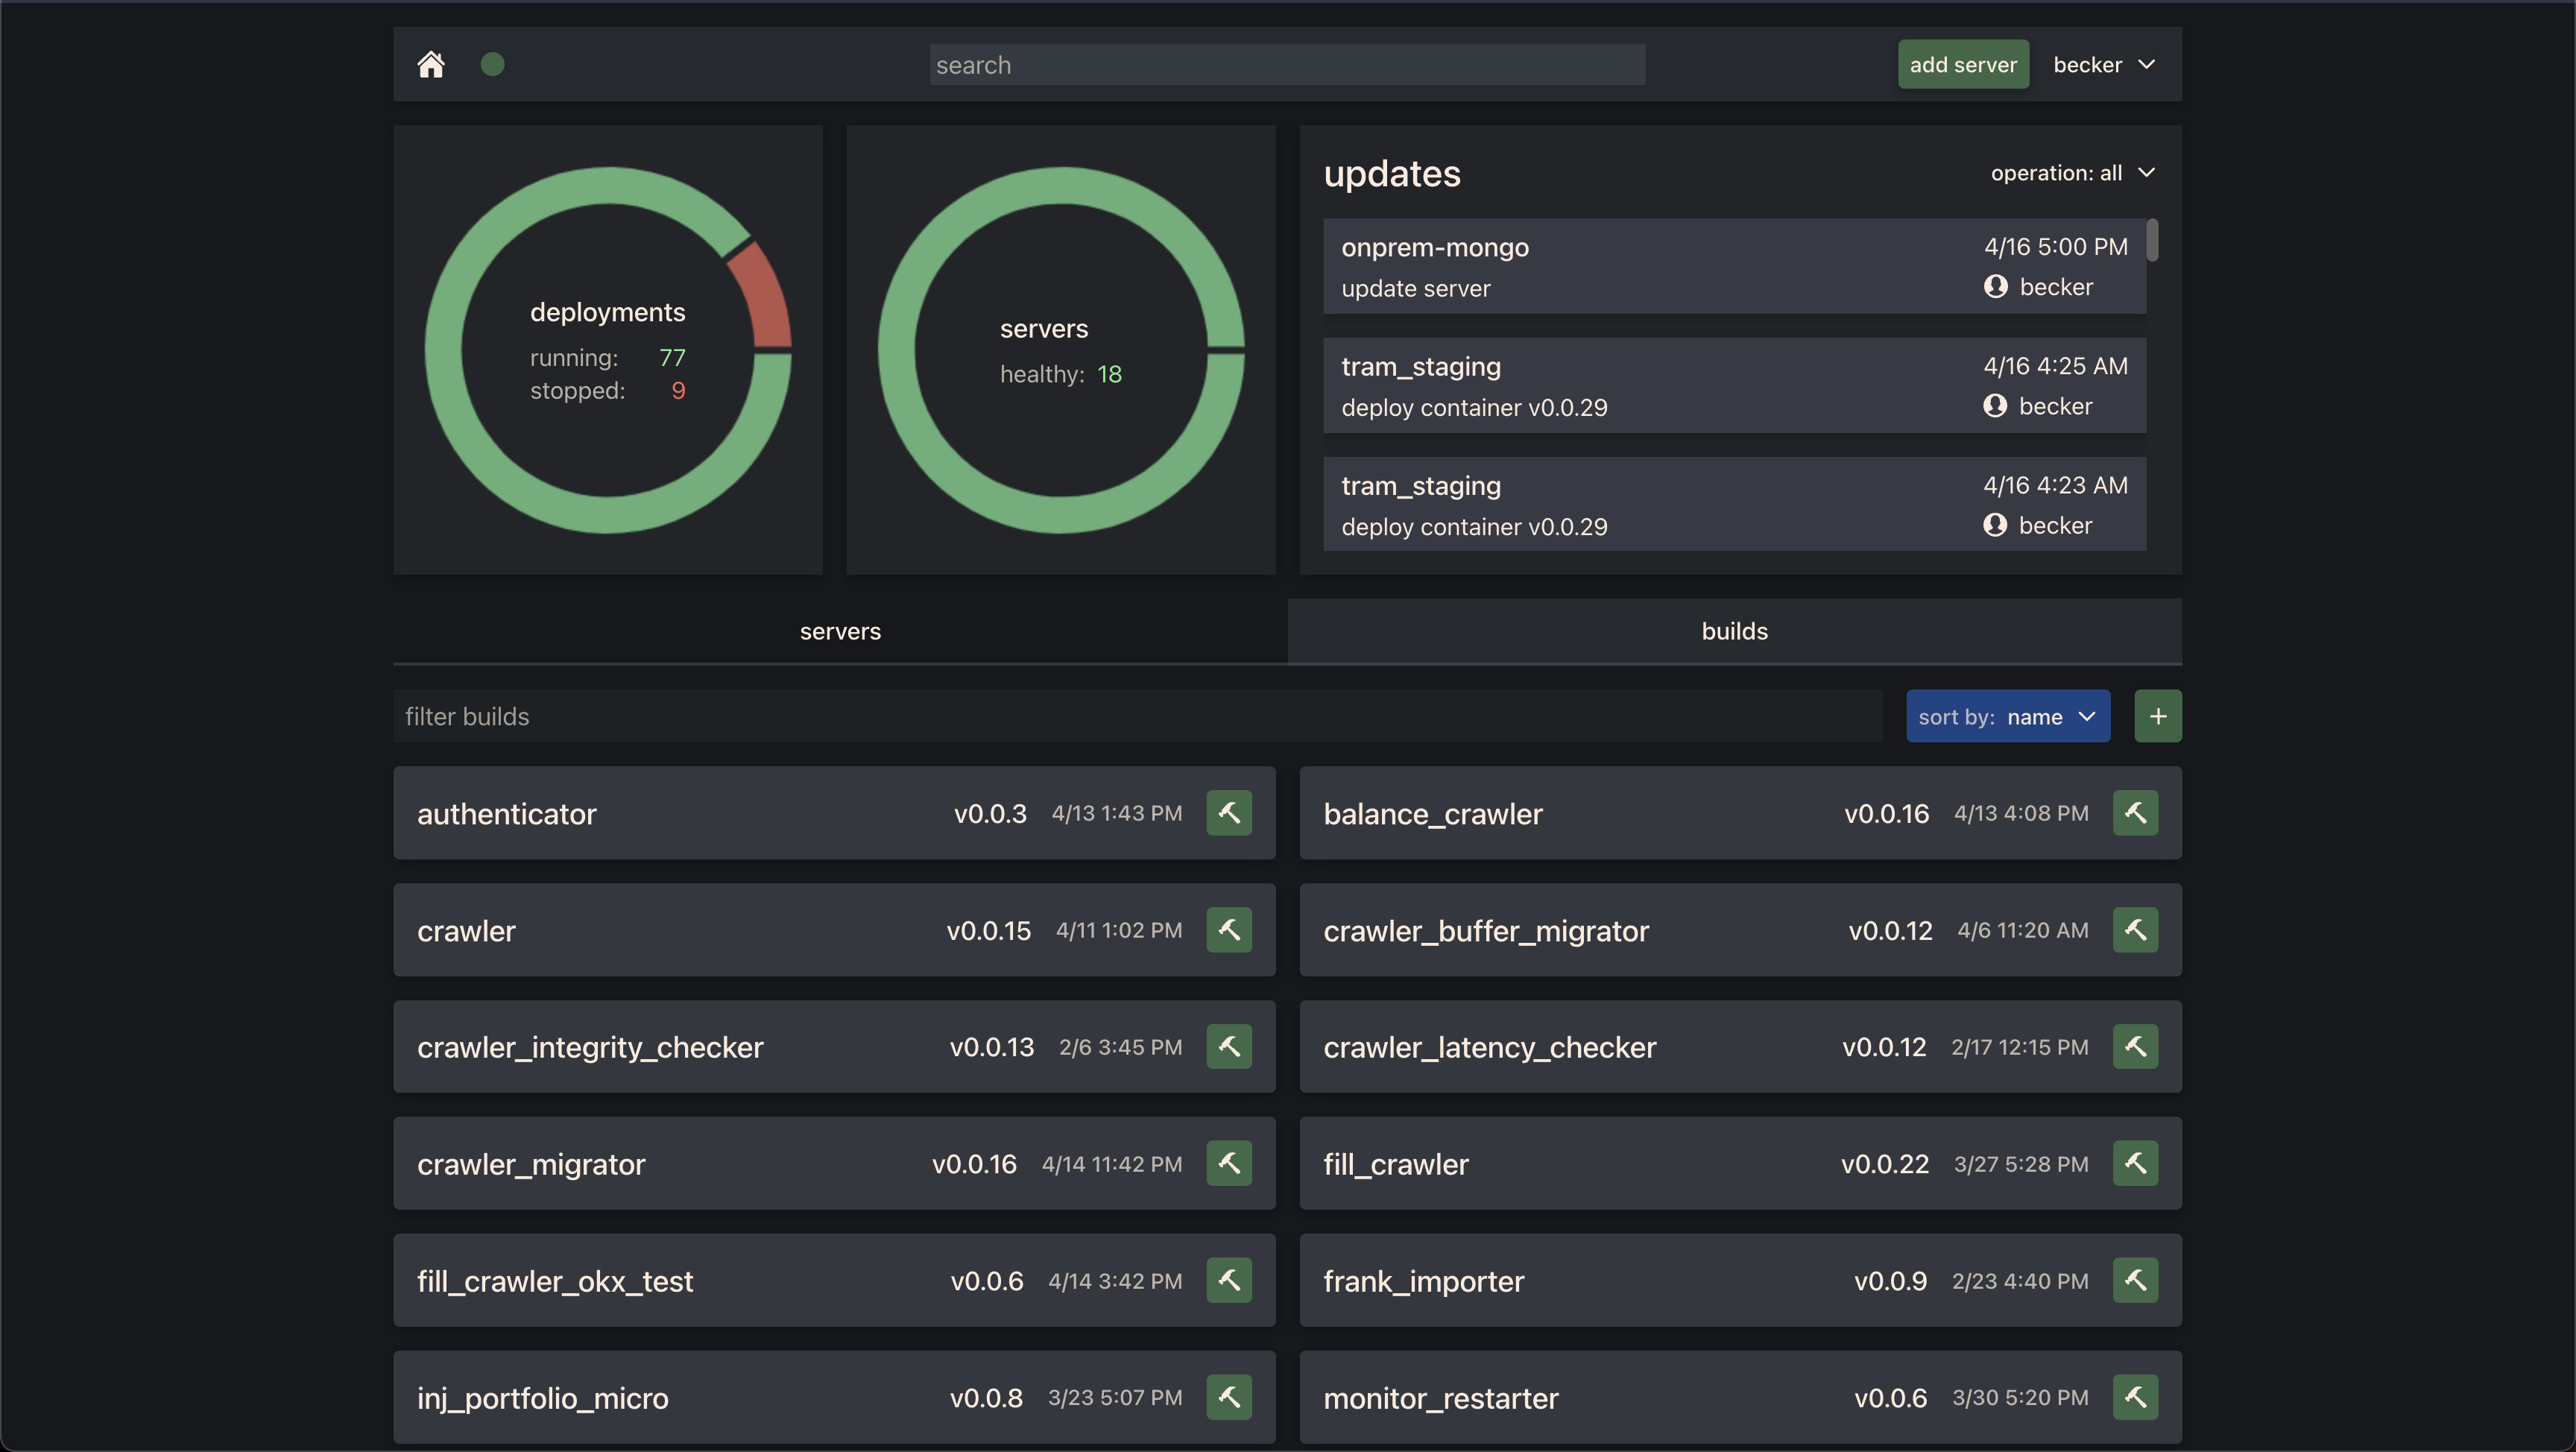 search
add server
becker
deployments
running: 77
stopped: 9
servers
healthy: 18
updates
operation: all
onprem-mongo 4/16 5:00 PM
update server becker
tram_staging 4/16 4:25 AM
deploy container v0.0.29 becker
tram_staging 4/16 4:23 AM
deploy container v0.0.29 becker
servers
builds
filter builds
sort by: name
+
authenticator v0.0.3 4/13 1:43 PM
balance_crawler v0.0.16 4/13 4:08 PM
crawler v0.0.15 4/11 1:02 PM
crawler_buffer_migrator v0.0.12 4/6 11:20 AM
crawler_integrity_checker v0.0.13 2/6 3:45 PM
crawler_latency_checker v0.0.12 2/17 12:15 PM
crawler_migrator v0.0.16 4/14 11:42 PM
fill_crawler v0.0.22 3/27 5:28 PM
fill_crawler_okx_test v0.0.6 4/14 3:42 PM
frank_importer v0.0.9 2/23 4:40 PM
inj_portfolio_micro v0.0.8 3/23 5:07 PM
monitor_restarter v0.0.6 3/30 5:20 PM